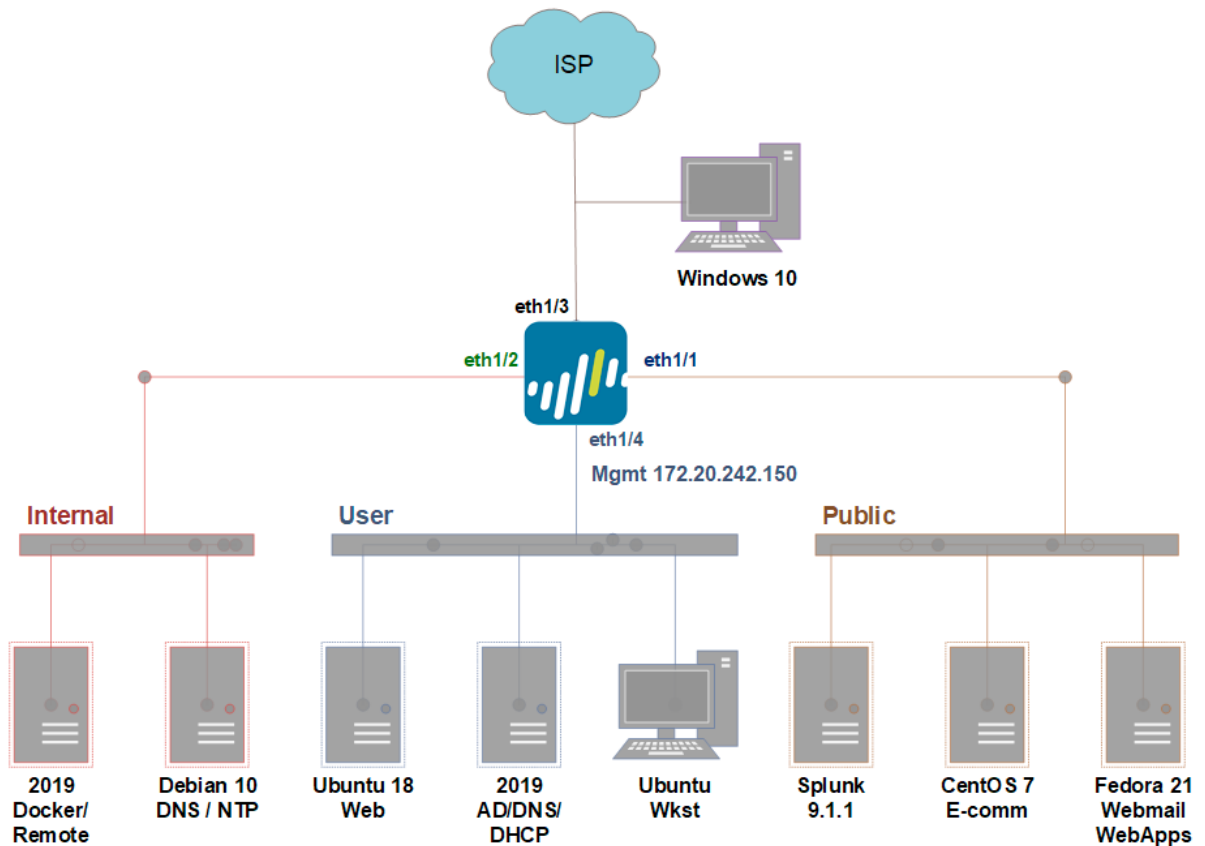 ISP
Windows 10
eth1/3
eth1/2
eth1/1
eth1/4
Mgmt 172.20.242.150
Internal
User
Public
2019
Docker/
Remote
Debian 10
DNS / NTP
Ubuntu 18
Web
2019
AD/DNS/
DHCP
Ubuntu
Wkst
Splunk
9.1.1
CentOS 7
E-comm
Fedora 21
Webmail
WebApps